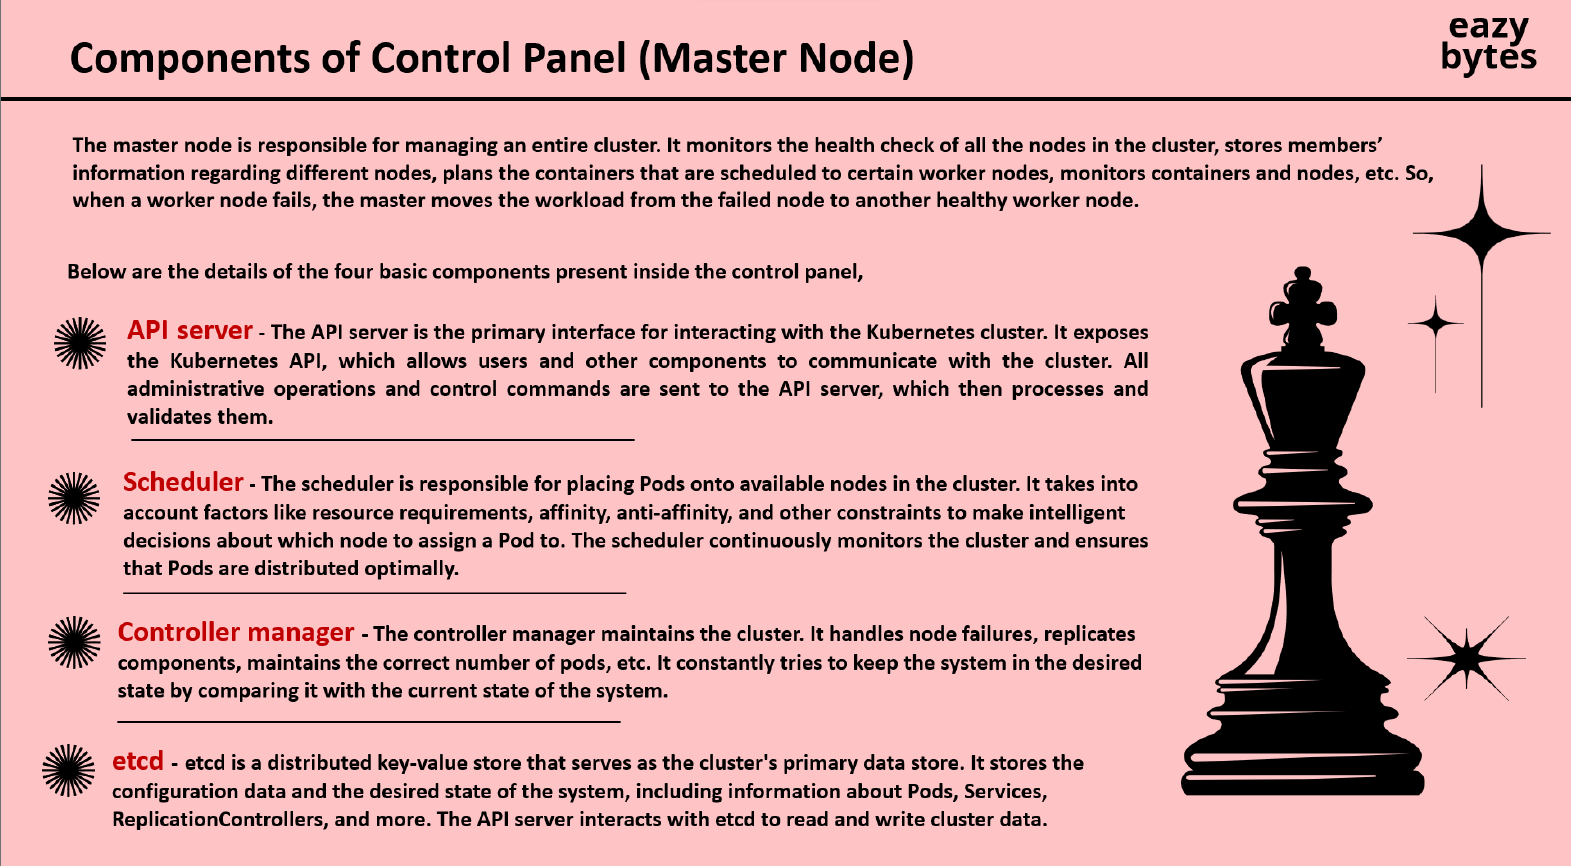 eazy
bytes
Components of Control Panel (Master Node)
The master node is responsible for managing an entire cluster. It monitors the health check of all the nodes in the cluster, stores members’
information regarding different nodes, plans the containers that are scheduled to certain worker nodes, monitors containers and nodes, etc. So,
when a worker node fails, the master moves the workload from the failed node to another healthy worker node.
Below are the details of the four basic components present inside the control panel,
API server - The API server is the primary interface for interacting with the Kubernetes cluster. It exposes
the Kubernetes API, which allows users and other components to communicate with the cluster. All
administrative operations and control commands are sent to the API server, which then processes and
validates them.
Scheduler - The scheduler is responsible for placing Pods onto available nodes in the cluster. It takes into
account factors like resource requirements, affinity, anti-affinity, and other constraints to make intelligent
decisions about which node to assign a Pod to. The scheduler continuously monitors the cluster and ensures
that Pods are distributed optimally.
Controller manager - The controller manager maintains the cluster. It handles node failures, replicates
components, maintains the correct number of pods, etc. It constantly tries to keep the system in the desired
state by comparing it with the current state of the system.
etcd - etcd is a distributed key-value store that serves as the cluster's primary data store. It stores the
configuration data and the desired state of the system, including information about Pods, Services,
ReplicationControllers, and more. The API server interacts with etcd to read and write cluster data.